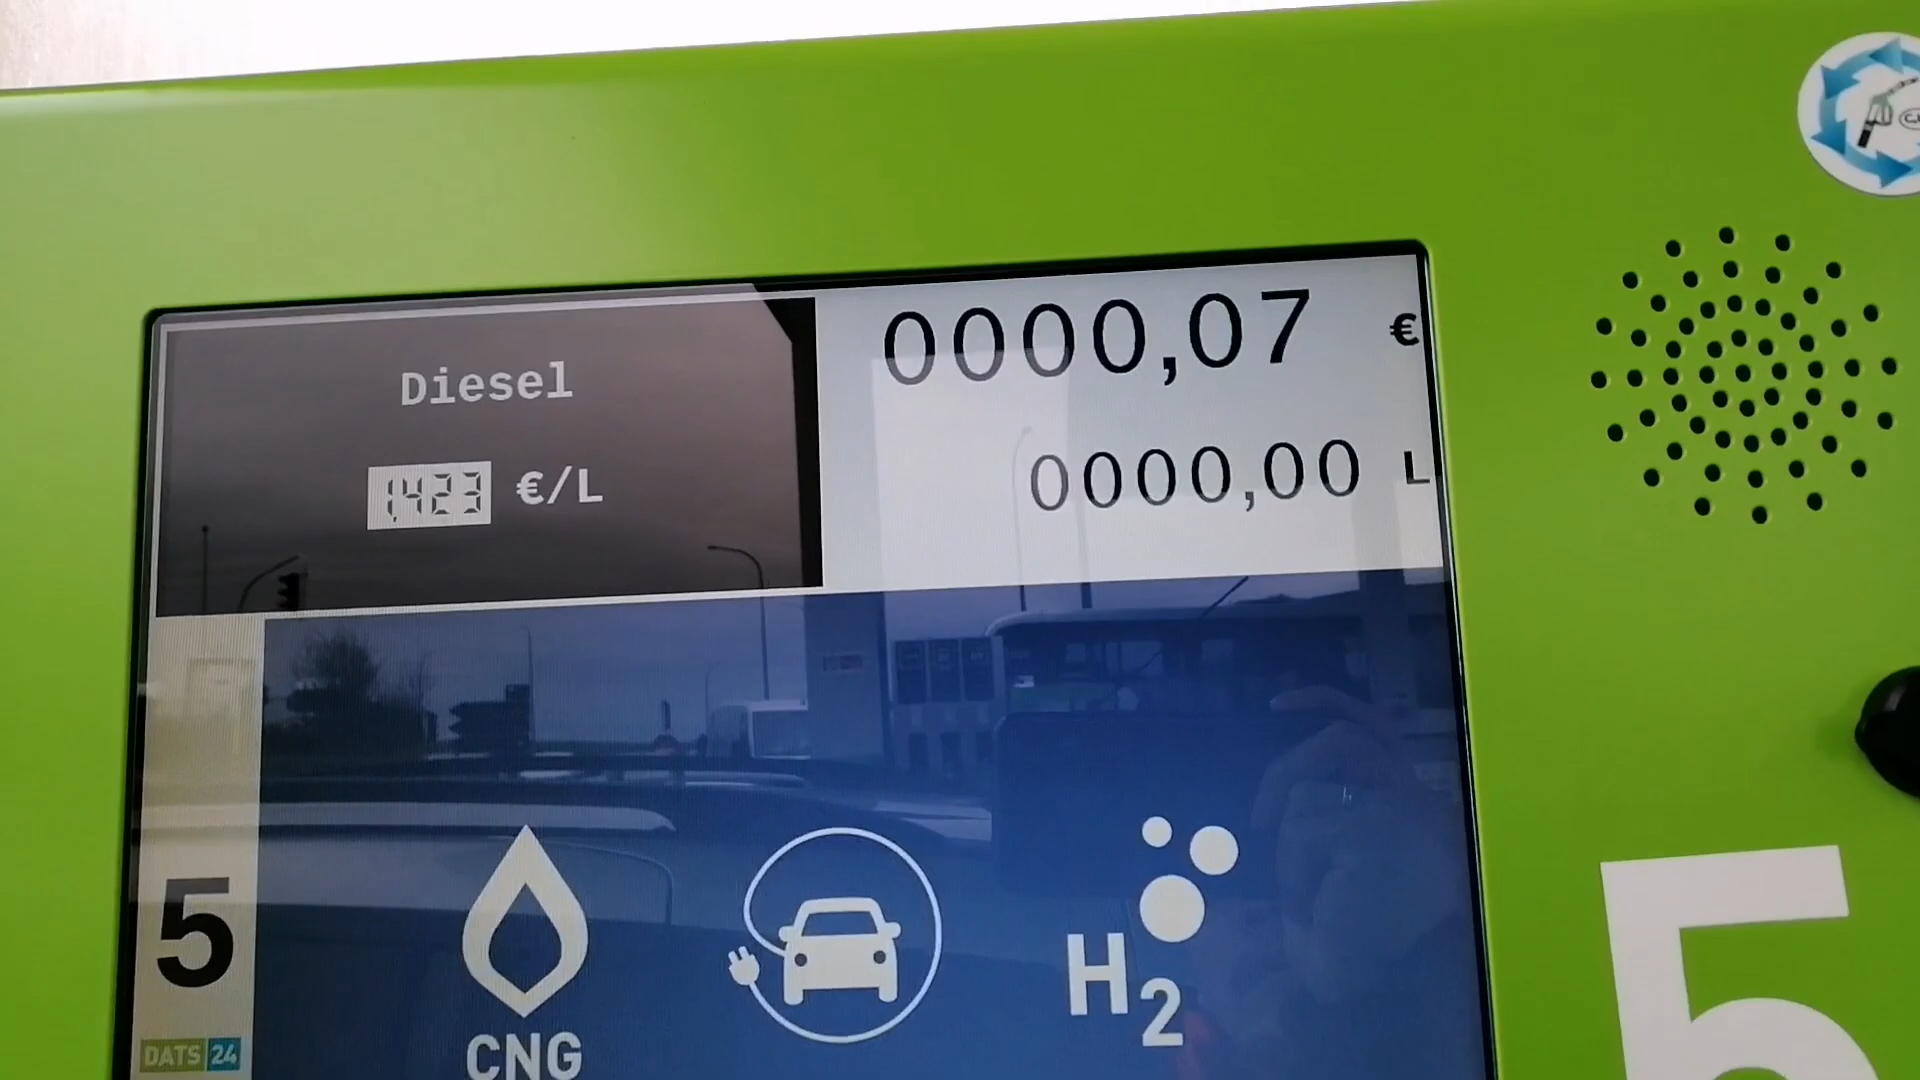 Diesel
1,423 €/L
0000,07 €
0000,00 L
5
DATS 24
CNG
H2
5